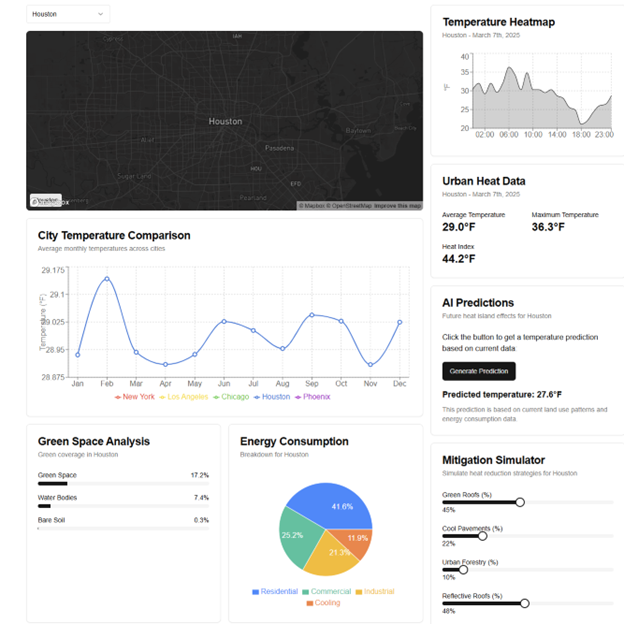 Houston
Houston
Pasadena
Baytown
Alief
Sugar Land
HOU
EFD
Pearland
IAH
© Mapbox © OpenStreetMap Improve this map
City Temperature Comparison
Average monthly temperatures across cities
29.175
29.1
29.025
28.95
28.875
Temperature (°F)
Jan Feb Mar Apr May Jun Jul Aug Sep Oct Nov Dec
New York Los Angeles Chicago Houston Phoenix
Green Space Analysis
Green coverage in Houston
Green Space 17.2%
Water Bodies 7.4%
Bare Soil 0.3%
Energy Consumption
Breakdown for Houston
41.6%
25.2%
11.9%
21.3%
Residential Commercial Industrial
Cooling
Temperature Heatmap
Houston - March 7th, 2025
40
35
30
25
20
°F
02:00 06:00 10:00 14:00 18:00 23:00
Urban Heat Data
Houston - March 7th, 2025
Average Temperature Maximum Temperature
29.0°F 36.3°F
Heat Index
44.2°F
AI Predictions
Future heat island effects for Houston
Click the button to get a temperature prediction
based on current data
Generate Prediction
Predicted temperature: 27.6°F
This prediction is based on current land use patterns and
energy consumption data.
Mitigation Simulator
Simulate heat reduction strategies for Houston
Green Roofs (%)
45%
Cool Pavements (%)
22%
Urban Forestry (%)
10%
Reflective Roofs (%)
48%